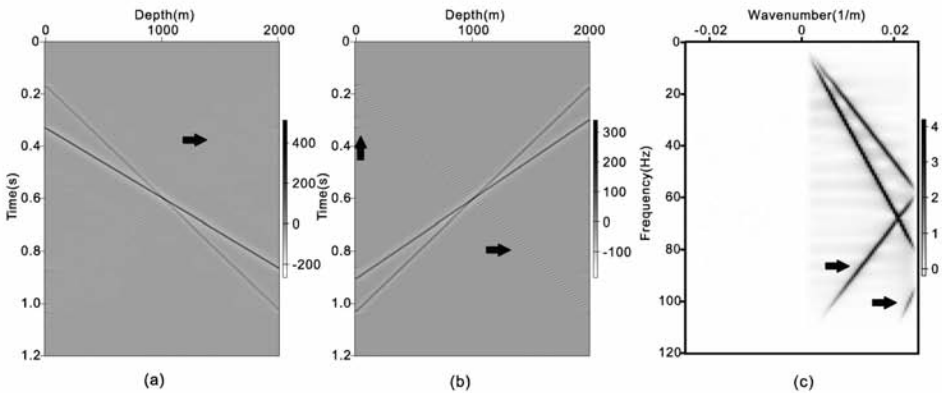 Depth(m)
0 1000 2000
Time(s)
0
0.2
0.4
0.6
0.8
1.0
1.2
400
200
0
-200
(a)
Depth(m)
0 1000 2000
Time(s)
0
0.2
0.4
0.6
0.8
1.0
1.2
300
200
100
0
-100
(b)
Wavenumber(1/m)
-0.02 0 0.02
Frequency(Hz)
0
20
40
60
80
100
120
4
3
2
1
0
(c)